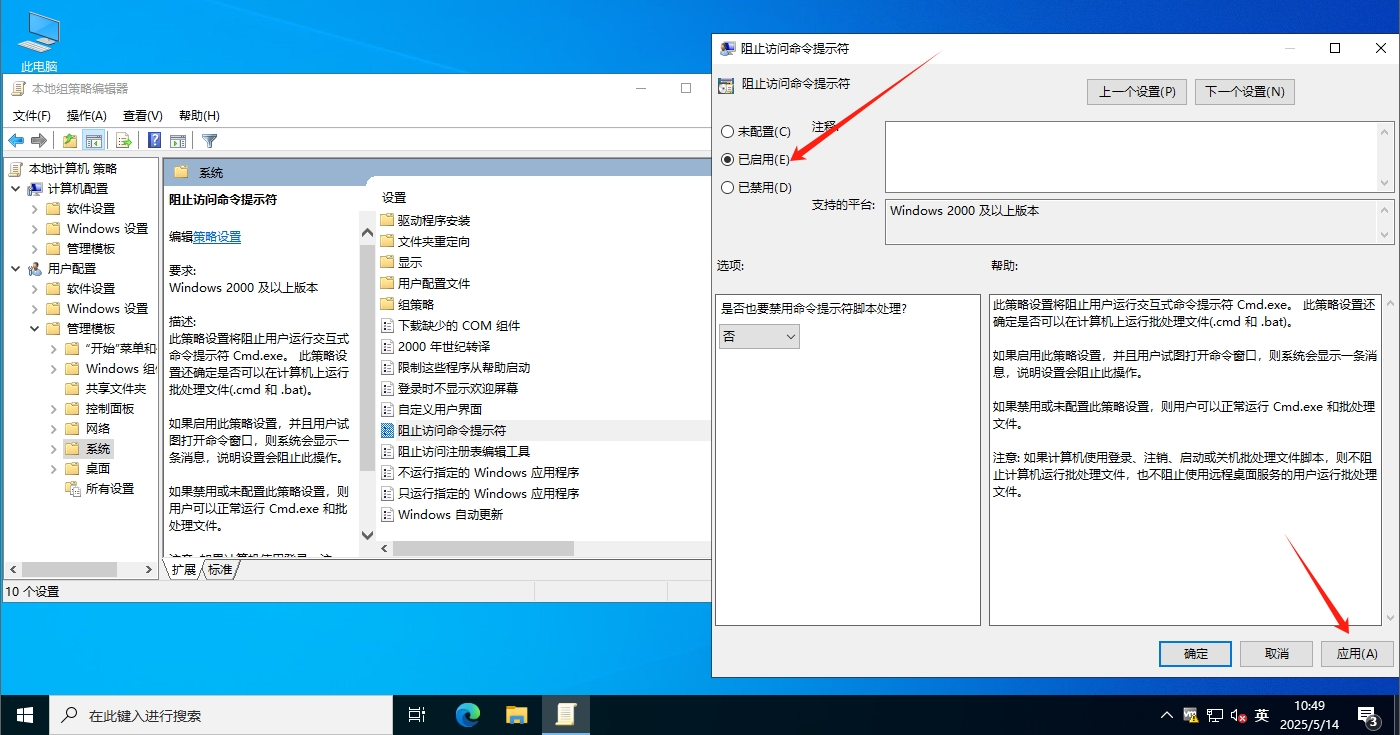 此电脑
本地组策略编辑器
文件(F) 操作(A) 查看(V) 帮助(H)
本地计算机 策略
计算机配置
软件设置
Windows 设置
管理模板
用户配置
软件设置
Windows 设置
管理模板
“开始”菜单和
Windows 组
共享文件夹
控制面板
网络
系统
桌面
所有设置
系统
阻止访问命令提示符
编辑策略设置
要求:
Windows 2000 及以上版本
描述:
此策略设置将阻止用户运行交互式
命令提示符 Cmd.exe。 此策略设
置还确定是否可以在计算机上运行
批处理文件(.cmd 和 .bat)。
如果启用此策略设置，并且用户试
图打开命令窗口，则系统会显示一
条消息，说明设置会阻止此操作。
如果禁用或未配置此策略设置，则
用户可以正常运行 Cmd.exe 和批
处理文件。
设置
驱动程序安装
文件夹重定向
显示
用户配置文件
组策略
下载缺少的 COM 组件
2000 年世纪转译
限制这些程序从帮助启动
登录时不显示欢迎屏幕
自定义用户界面
阻止访问命令提示符
阻止访问注册表编辑工具
不运行指定的 Windows 应用程序
只运行指定的 Windows 应用程序
Windows 自动更新
扩展 标准
10 个设置
阻止访问命令提示符
阻止访问命令提示符
上一个设置(P) 下一个设置(N)
未配置(C) 注释:
已启用(E)
已禁用(D)
支持的平台:
Windows 2000 及以上版本
选项:
帮助:
是否也要禁用命令提示符脚本处理?
否
此策略设置将阻止用户运行交互式命令提示符 Cmd.exe。 此策略设置还
确定是否可以在计算机上运行批处理文件(.cmd 和 .bat)。
如果启用此策略设置，并且用户试图打开命令窗口，则系统会显示一条消
息，说明设置会阻止此操作。
如果禁用或未配置此策略设置，则用户可以正常运行 Cmd.exe 和批处理
文件。
注意: 如果计算机使用登录、注销、启动或关机批处理文件脚本，则不阻
止计算机运行批处理文件，也不阻止使用远程桌面服务的用户运行批处理
文件。
确定 取消 应用(A)
在此键入进行搜索
英
10:49
2025/5/14
3